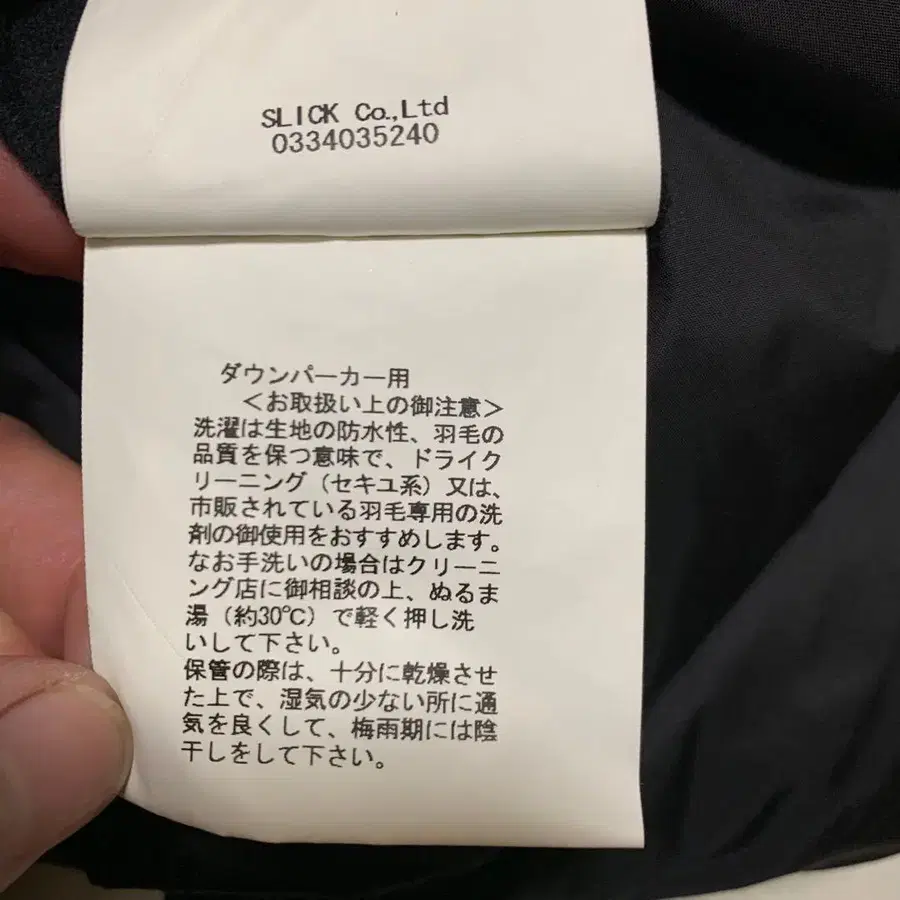 SLICK Co.,Ltd
0334035240
ダウンパーカー用
＜お取扱い上の御注意＞
洗濯は生地の防水性、羽毛の
品質を保つ意味で、ドライク
リーニング（セキユ系）又は、
市販されている羽毛専用の洗
剤の御使用をおすすめします。
なお手洗いの場合はクリーニ
ング店に御相談の上、ぬるま
湯（約30℃）で軽く押し洗
いして下さい。
保管の際は、十分に乾燥させ
た上で、湿気の少ない所に通
気を良くして、梅雨期には陰
干しをして下さい。